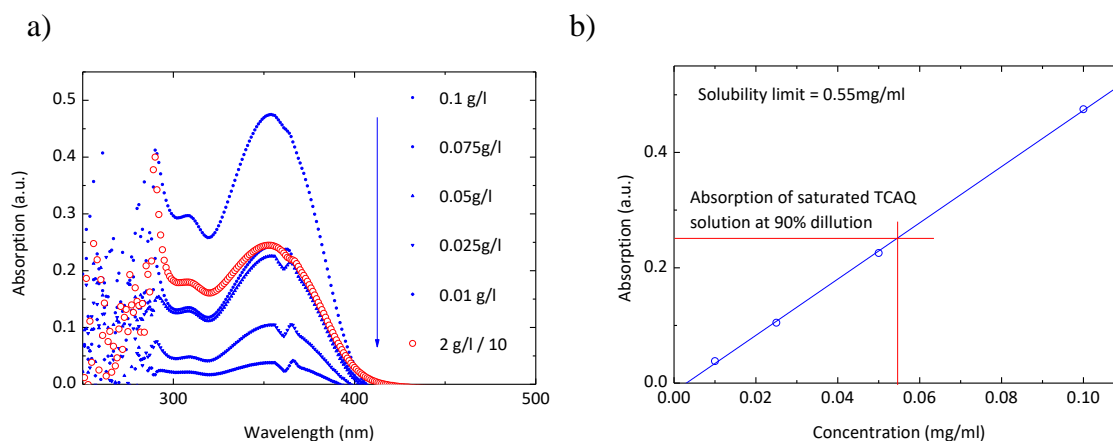 a)
Absorption (a.u.)
0.5
0.4
0.3
0.2
0.1
0.0
300
400
500
Wavelength (nm)
0.1 g/l
0.075g/l
0.05g/l
0.025g/l
0.01 g/l
2 g/l / 10
b)
Absorption (a.u.)
0.4
0.2
0.0
0.00
0.02
0.04
0.06
0.08
0.10
Concentration (mg/ml)
Solubility limit = 0.55mg/ml
Absorption of saturated TCAQ
solution at 90% dillution